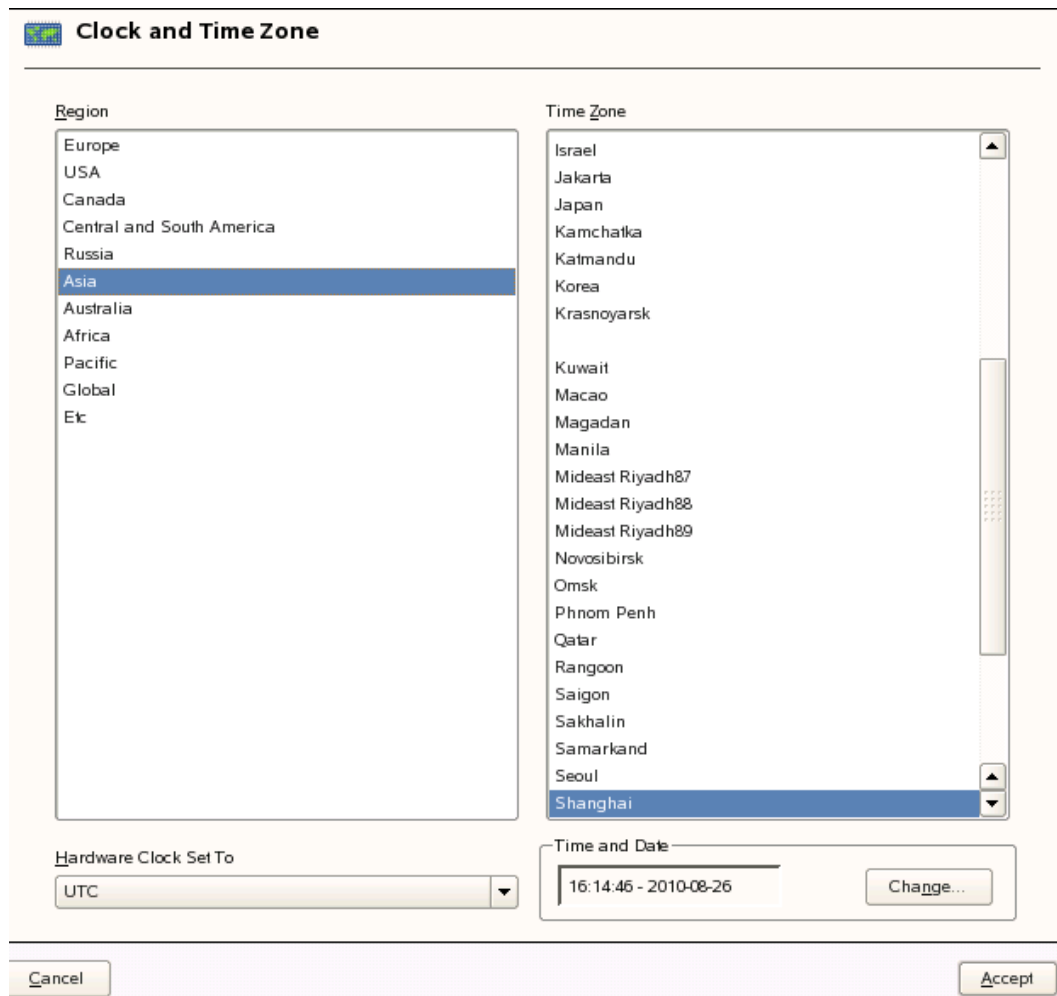 Clock and Time Zone
Region
Europe
USA
Canada
Central and South America
Russia
Asia
Australia
Africa
Pacific
Global
Etc
Time Zone
Israel
Jakarta
Japan
Kamchatka
Katmandu
Korea
Krasnoyarsk
Kuwait
Macao
Magadan
Manila
Mideast Riyadh87
Mideast Riyadh88
Mideast Riyadh89
Novosibirsk
Omsk
Phnom Penh
Qatar
Rangoon
Saigon
Sakhalin
Samarkand
Seoul
Shanghai
Hardware Clock Set To
UTC
Time and Date
16:14:46 - 2010-08-26
Change...
Cancel
Accept